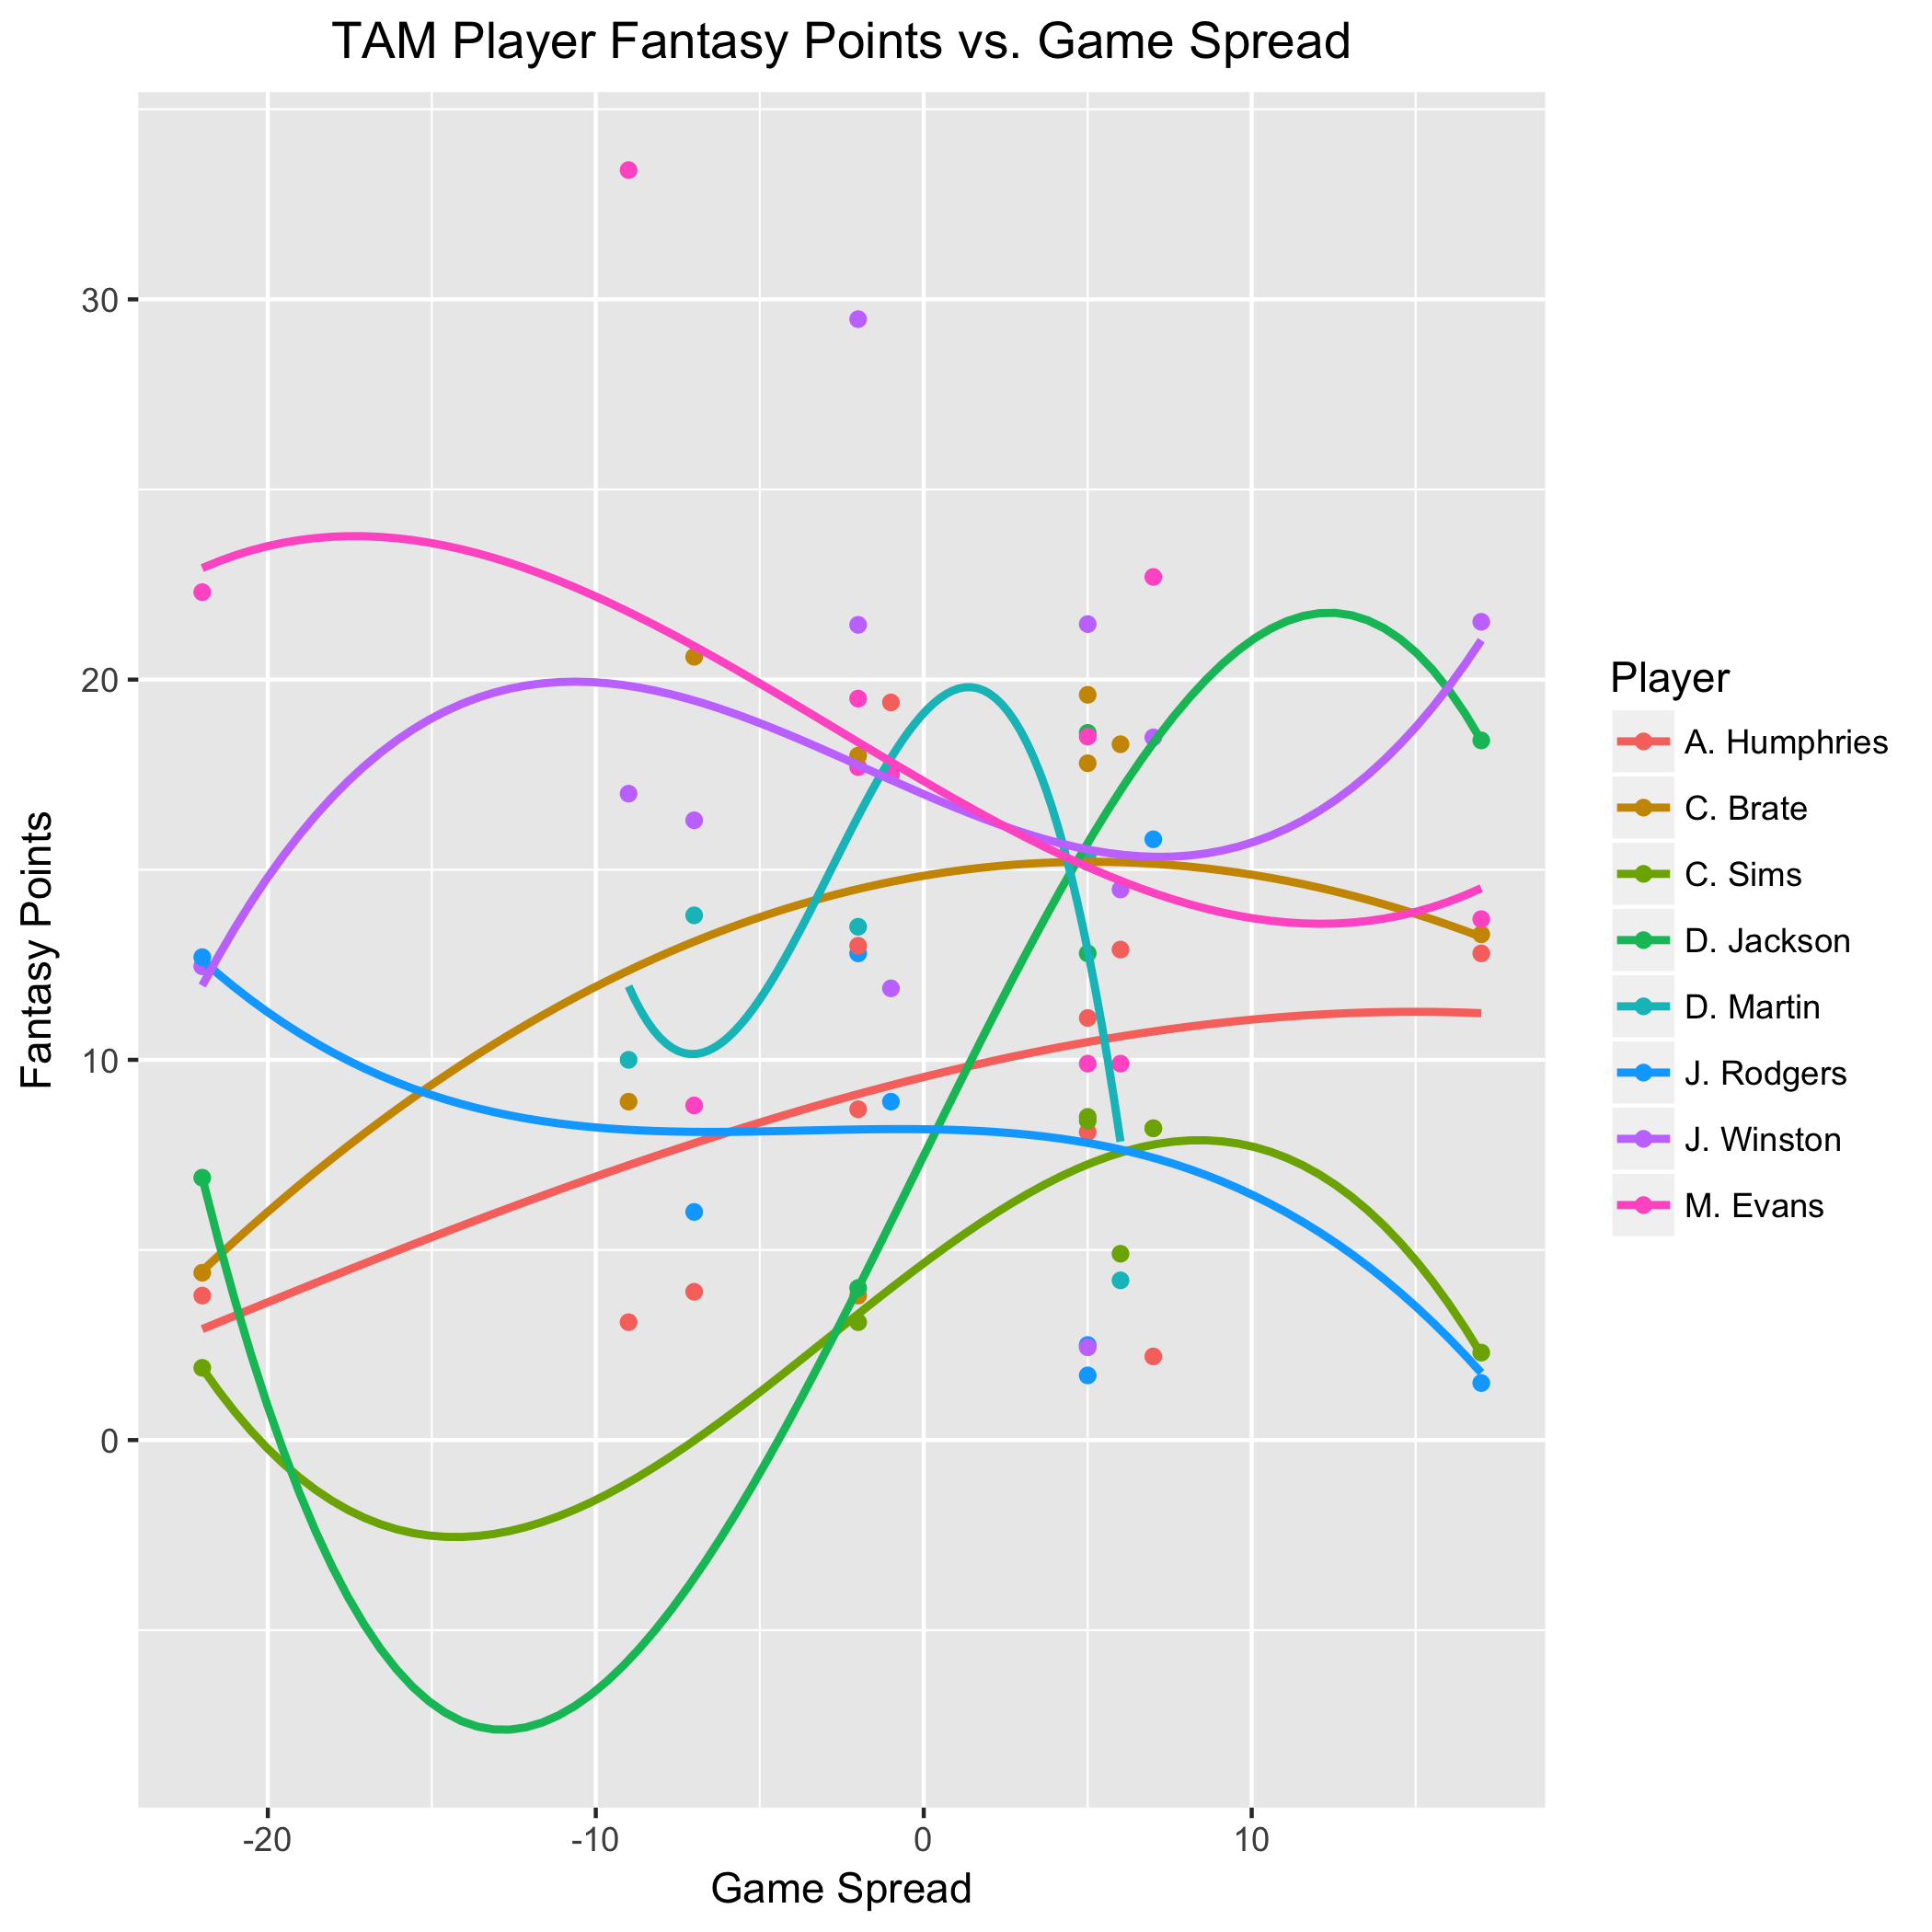 TAM Player Fantasy Points vs. Game Spread
Fantasy Points
30
20
10
0
-20
-10
0
10
Game Spread
Player
A. Humphries
C. Brate
C. Sims
D. Jackson
D. Martin
J. Rodgers
J. Winston
M. Evans